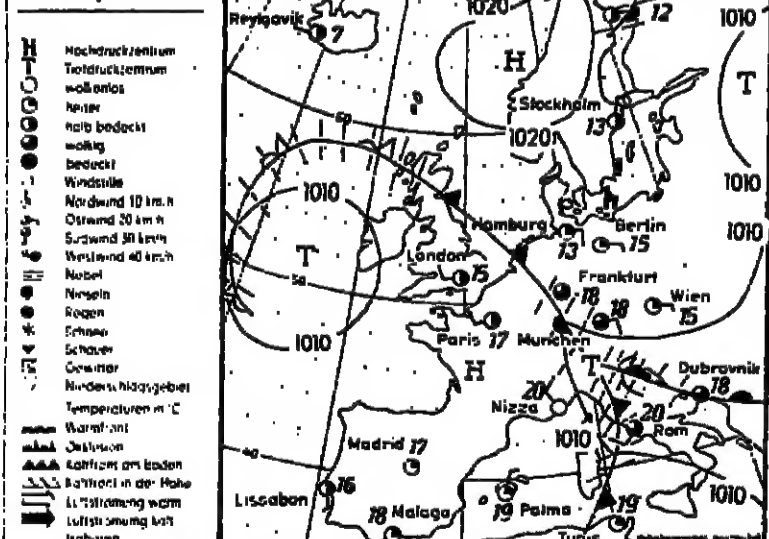 H Hochdruckzentrum
T Tiefdruckzentrum
wolkenlos
heiter
halb bedeckt
wolkig
bedeckt
Windstille
Nordwind 10 km/h
Ostwind 20 km/h
Südwind 30 km/h
Westwind 40 km/h
Nebel
Nieseln
Regen
Schnee
Schauer
Gewitter
Niederschlagsgebiet
Temperaturen in °C
Warmfront
Okklusion
Kaltfront am Boden
Kaltfront in der Höhe
Luftströmung warm
Luftströmung kalt
Isobaren
1020
12
1010
Reykjavik 7
H
T
Stockholm
13
60
1020
1010
1010
T
Hamburg
13
Berlin
15
1010
London
15
50
Frankfurt
18
Wien
15
18
Paris 17
München
1010
H
T
Dubrovnik
18
20
Nizza
20
Rom
1010
Madrid 17
40
Lissabon
16
18 Malaga
19 Palma
19
Tunis
1010